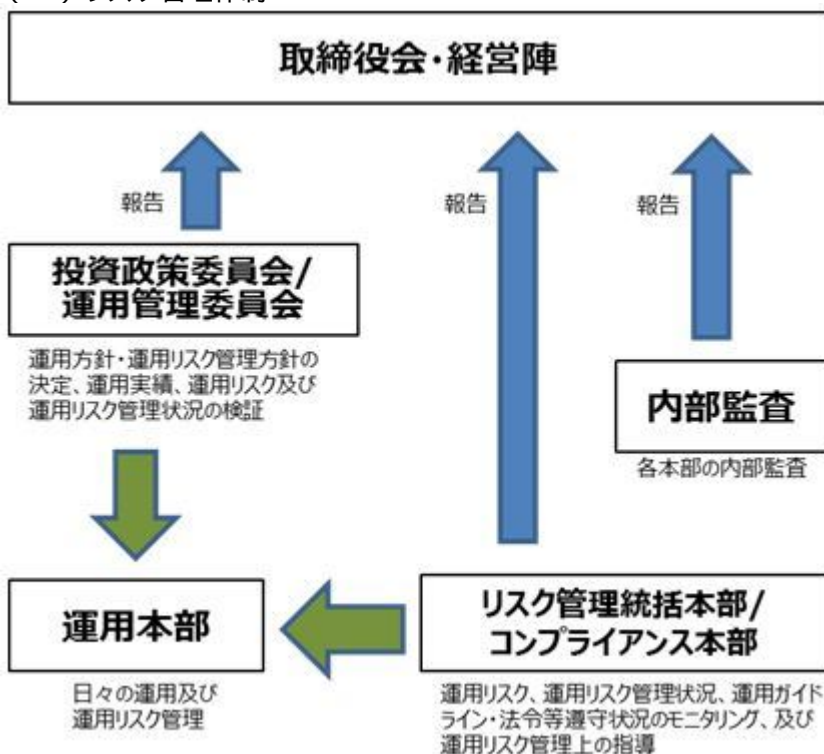 取締役会・経営陣
報告
報告
報告
投資政策委員会/
運用管理委員会
運用方針・運用リスク管理方針の
決定、運用実績、運用リスク及び
運用リスク管理状況の検証
内部監査
各本部の内部監査
運用本部
日々の運用及び
運用リスク管理
リスク管理統括本部/
コンプライアンス本部
運用リスク、運用リスク管理状況、運用ガイド
ライン・法令等遵守状況のモニタリング、及び
運用リスク管理上の指導